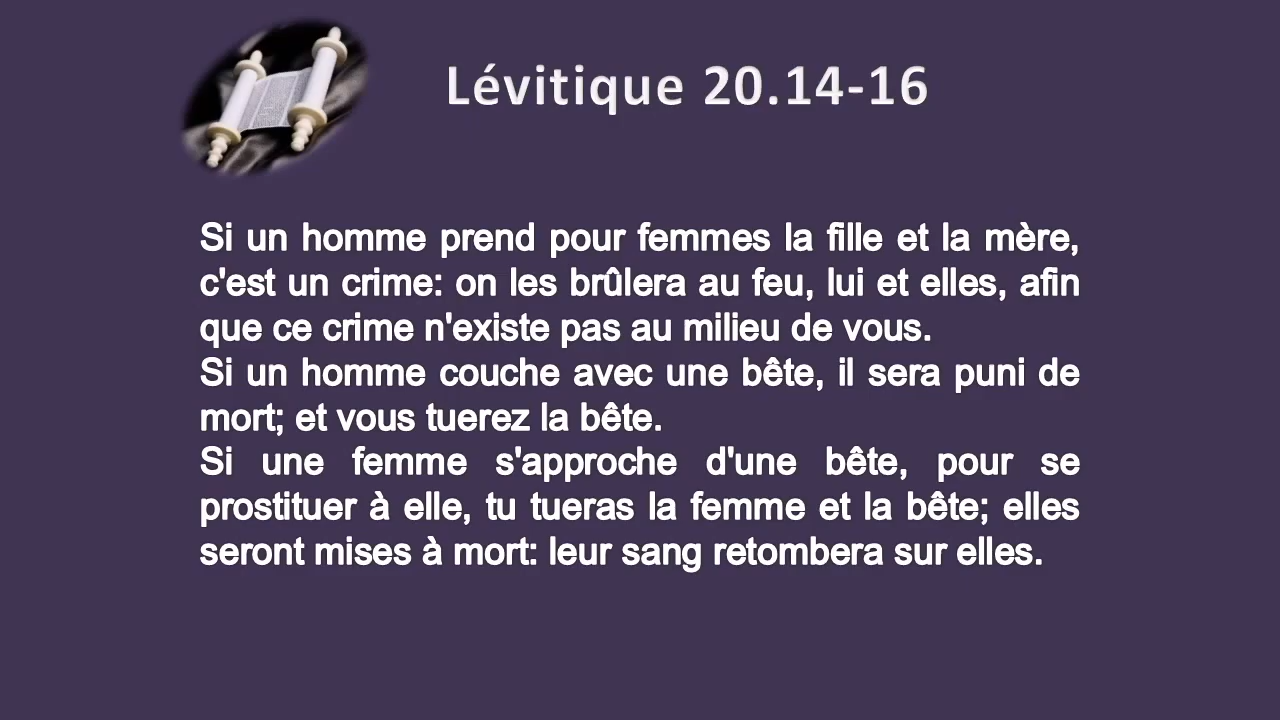 Lévitique 20.14-16
Si un homme prend pour femmes la fille et la mère,
c'est un crime: on les brûlera au feu, lui et elles, afin
que ce crime n'existe pas au milieu de vous.
Si un homme couche avec une bête, il sera puni de
mort; et vous tuerez la bête.
Si une femme s'approche d'une bête, pour se
prostituer à elle, tu tueras la femme et la bête; elles
seront mises à mort: leur sang retombera sur elles.